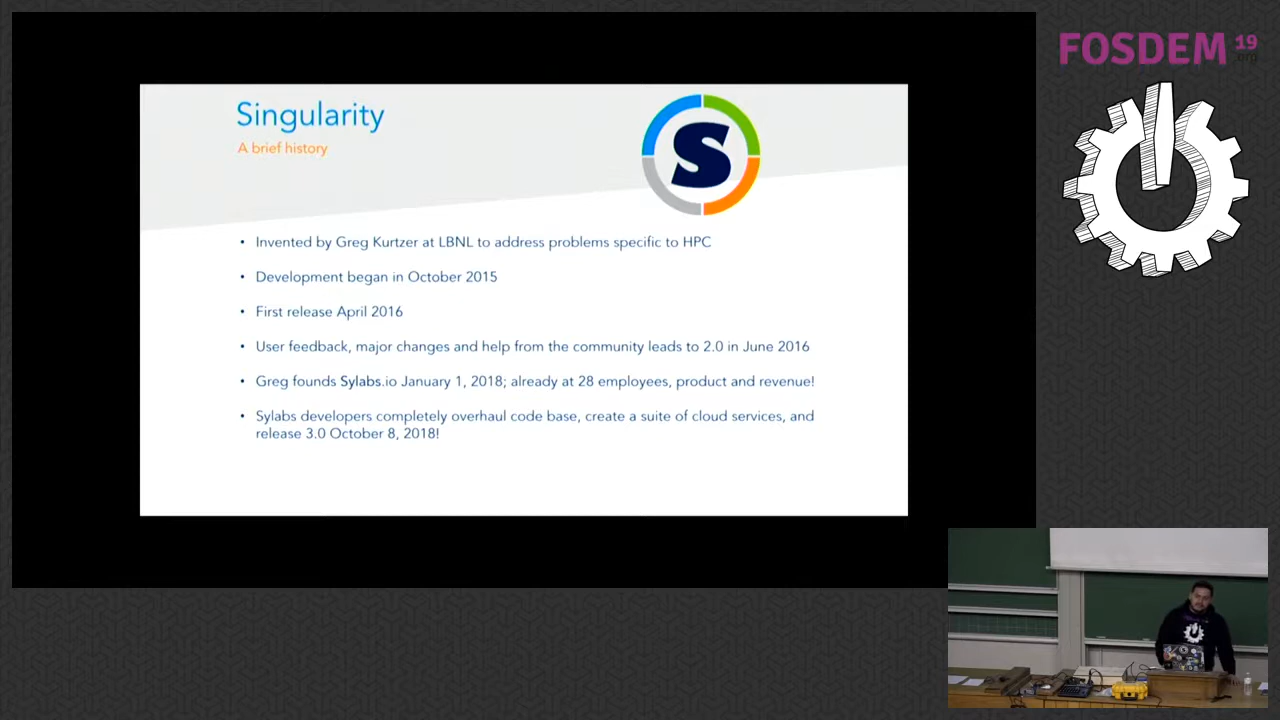 Singularity
A brief history
S
• Invented by Greg Kurtzer at LBNL to address problems specific to HPC
• Development began in October 2015
• First release April 2016
• User feedback, major changes and help from the community leads to 2.0 in June 2016
• Greg founds Sylabs.io January 1, 2018; already at 28 employees, product and revenue!
• Sylabs developers completely overhaul code base, create a suite of cloud services, and
release 3.0 October 8, 2018!
FOSDEM 19
.org